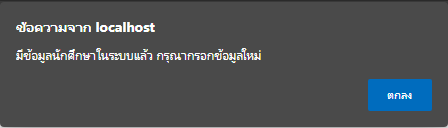 ข้อความจาก localhost
มีข้อมูลนักศึกษาในระบบแล้ว กรุณากรอกข้อมูลใหม่
ตกลง